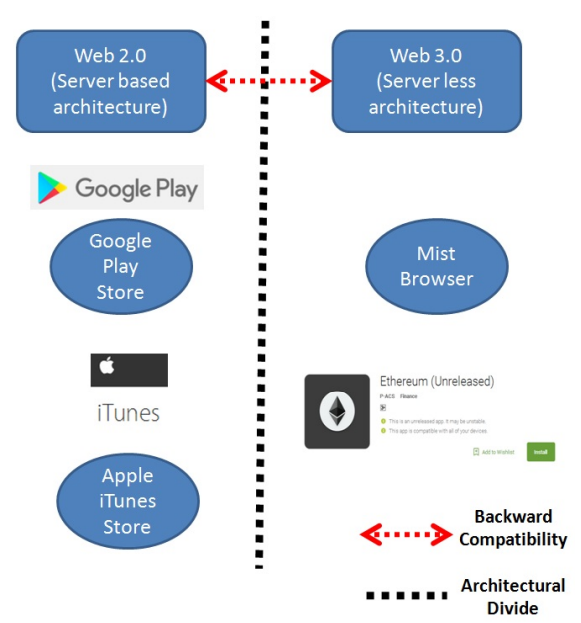 Web 2.0
(Server based
architecture)
Web 3.0
(Server less
architecture)
Google Play
Google
Play
Store
Mist
Browser
iTunes
Ethereum (Unreleased)
P-ACS Finance
This is an unreleased app. It may be unstable.
This app is compatible with all of your devices.
Add to Wishlist
Install
Apple
iTunes
Store
Backward
Compatibility
Architectural
Divide